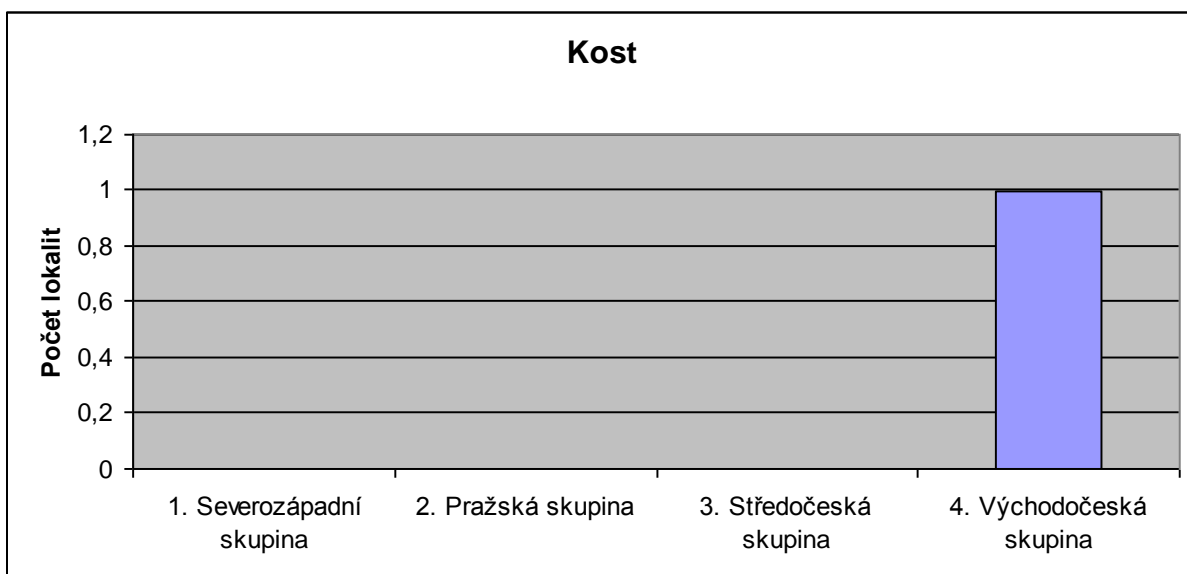 Kost
1,2
1
0,8
0,6
0,4
0,2
0
Počet lokalit
1. Severozápadní
skupina
2. Pražská skupina
3. Středočeská
skupina
4. Východočeská
skupina